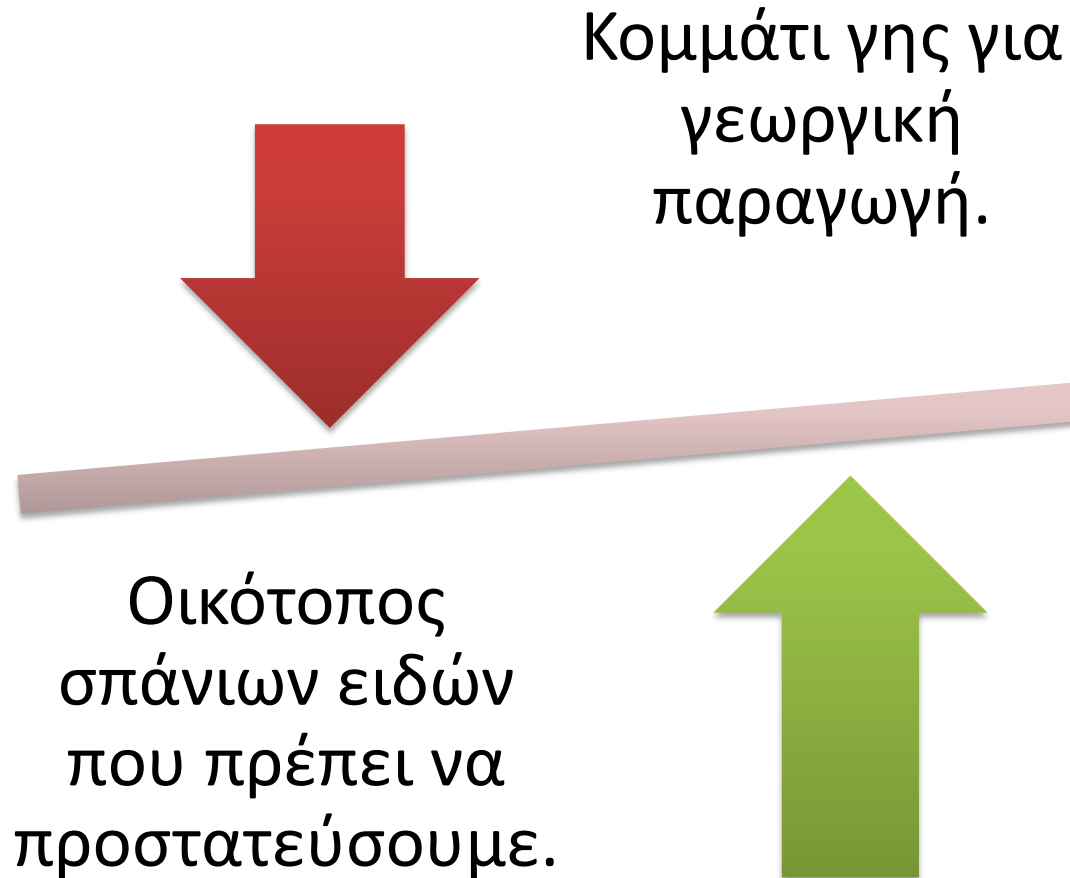 Κομμάτι γης για
γεωργική
παραγωγή.
Οικότοπος
σπάνιων ειδών
που πρέπει να
προστατεύσουμε.